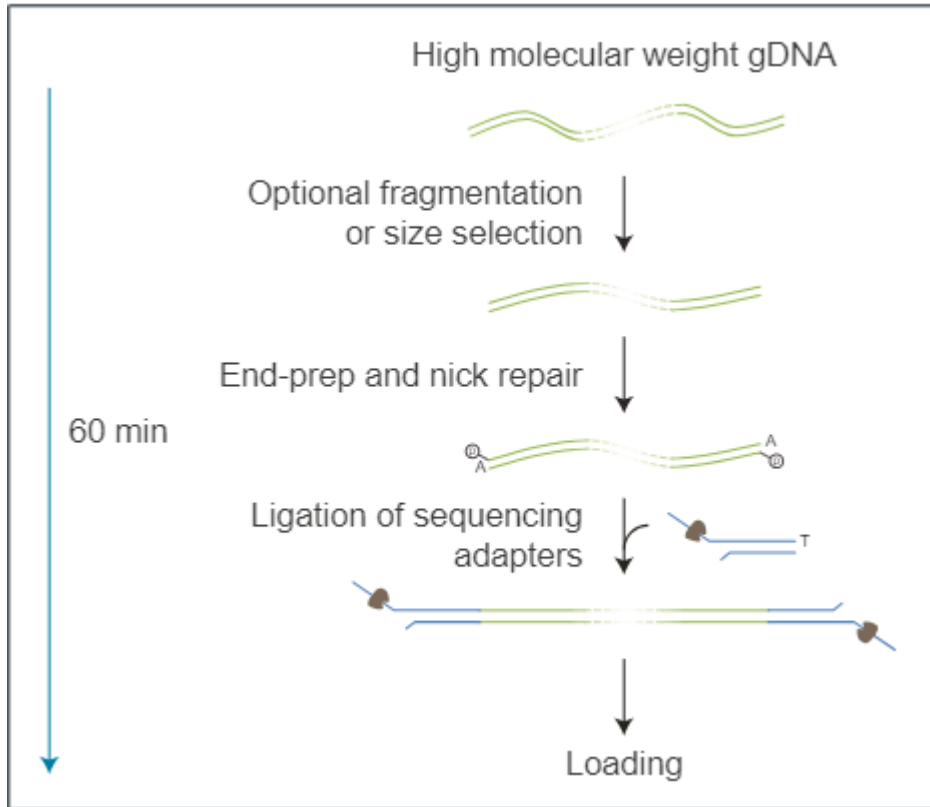 High molecular weight gDNA
Optional fragmentation
or size selection
End-prep and nick repair
60 min
p
A
A
p
Ligation of sequencing
adapters
T
Loading